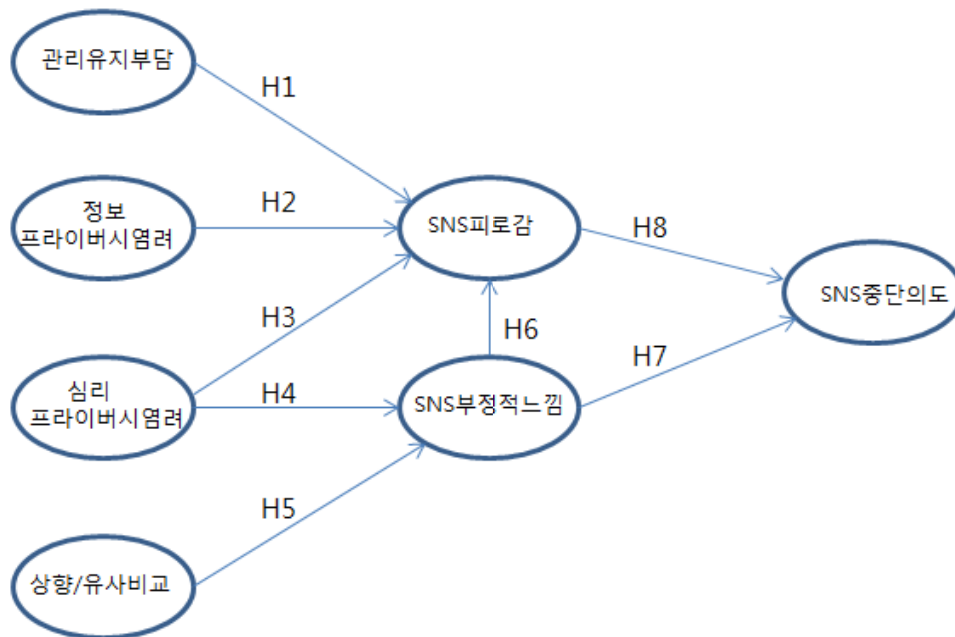 관리유지부담
H1
정보
프라이버시염려
H2
SNS피로감
H8
SNS중단의도
H3
H6
H7
심리
프라이버시염려
H4
SNS부정적느낌
H5
상향/유사비교